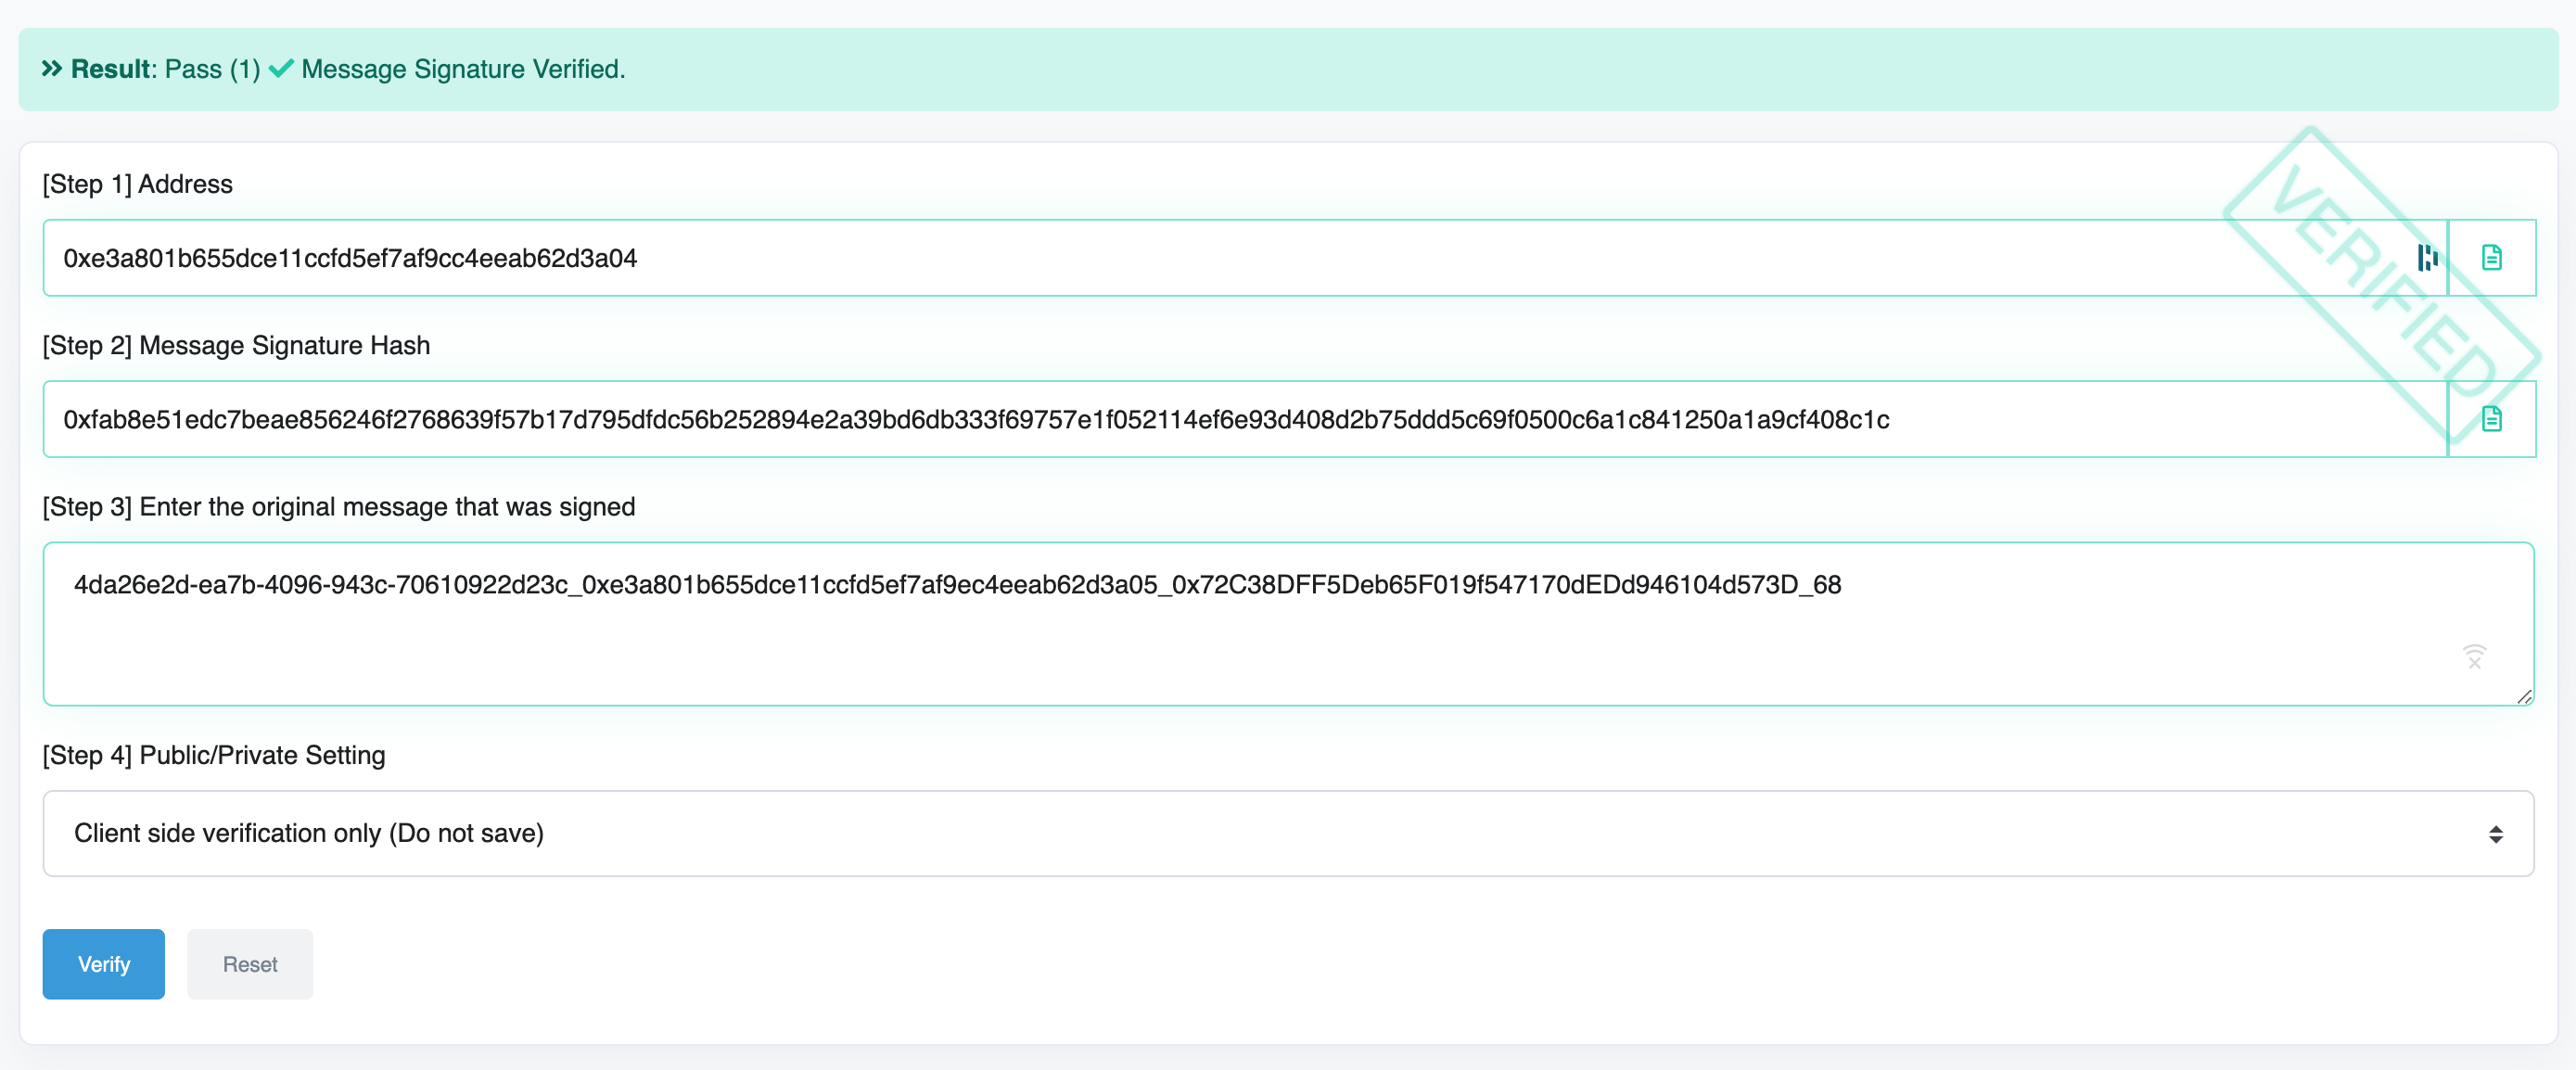 Result: Pass (1) Message Signature Verified.
[Step 1] Address
0xe3a801b655dce11ccfd5ef7af9cc4eeab62d3a04
[Step 2] Message Signature Hash
0xfab8e51edc7beae856246f2768639f57b17d795dfdc56b252894e2a39bd6db333f69757e1f052114ef6e93d408d2b75ddd5c69f0500c6a1c841250a1a9cf408c1c
[Step 3] Enter the original message that was signed
4da26e2d-ea7b-4096-943c-70610922d23c_0xe3a801b655dce11ccfd5ef7af9ec4eeab62d3a05_0x72C38DFF5Deb65F019f547170dEDd946104d573D_68
[Step 4] Public/Private Setting
Client side verification only (Do not save)
Verify Reset
VERIFIED